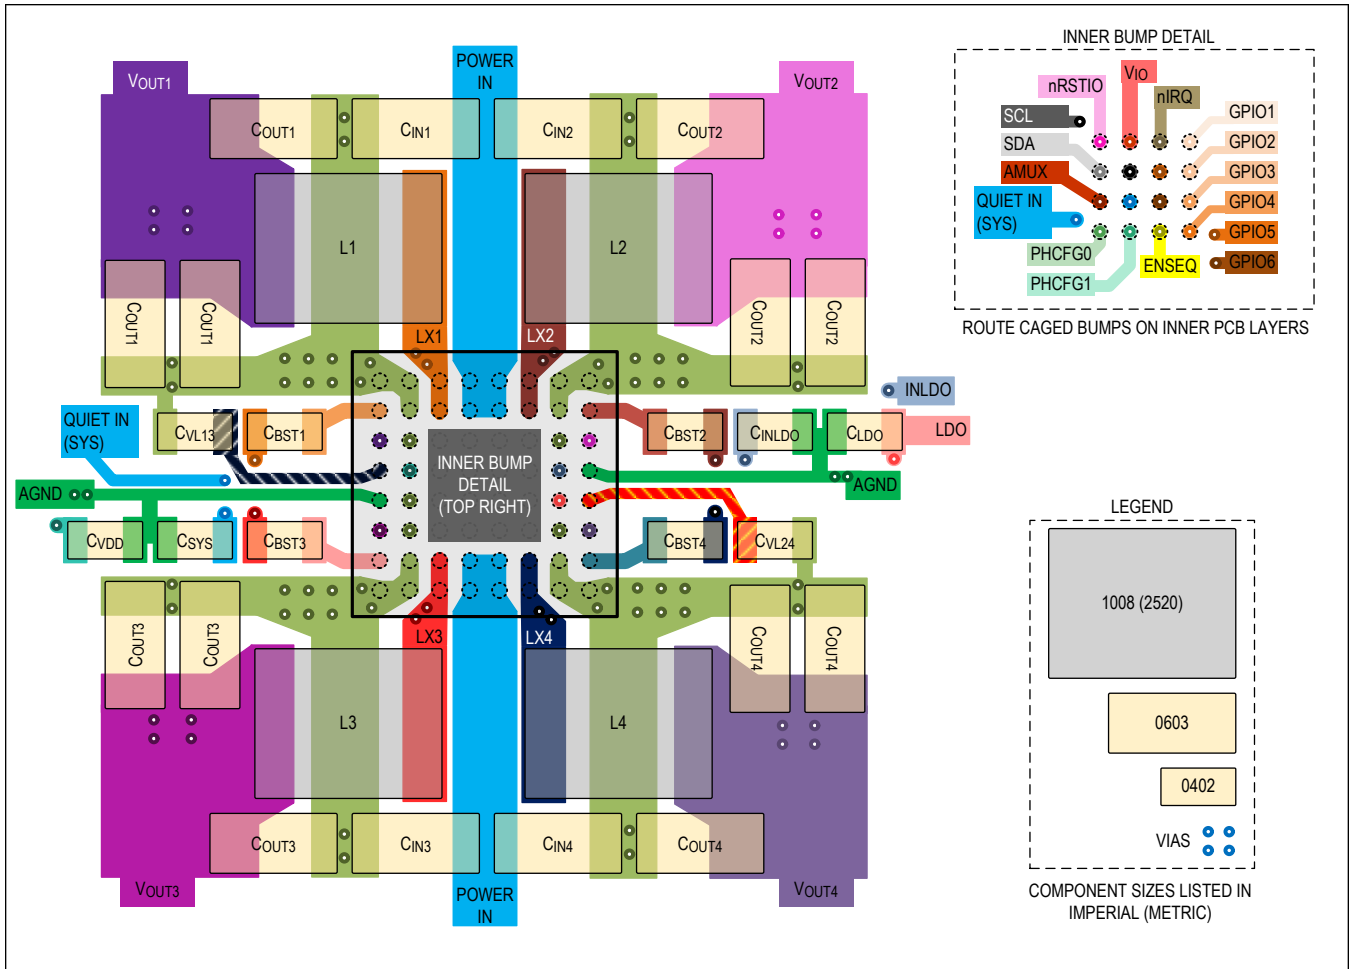 VOUT1
POWER
IN
VOUT2
COUT1
CIN1
CIN2
COUT2
L1
L2
COUT1
COUT1
COUT2
COUT2
LX1
LX2
QUIET IN
(SYS)
CVL13
CBST1
CBST2
CINLDO
CLDO
INLDO
LDO
INNER BUMP
DETAIL
(TOP RIGHT)
AGND
AGND
CVDD
CSYS
CBST3
CBST4
CVL24
COUT3
COUT3
LX3
LX4
COUT4
COUT4
L3
L4
COUT3
CIN3
CIN4
COUT4
VOUT3
POWER
IN
VOUT4
INNER BUMP DETAIL
nRSTIO
VIO
nIRQ
SCL
SDA
AMUX
QUIET IN
(SYS)
PHCFG0
PHCFG1
ENSEQ
GPIO1
GPIO2
GPIO3
GPIO4
GPIO5
GPIO6
ROUTE CAGED BUMPS ON INNER PCB LAYERS
LEGEND
1008 (2520)
0603
0402
VIAS
COMPONENT SIZES LISTED IN
IMPERIAL (METRIC)